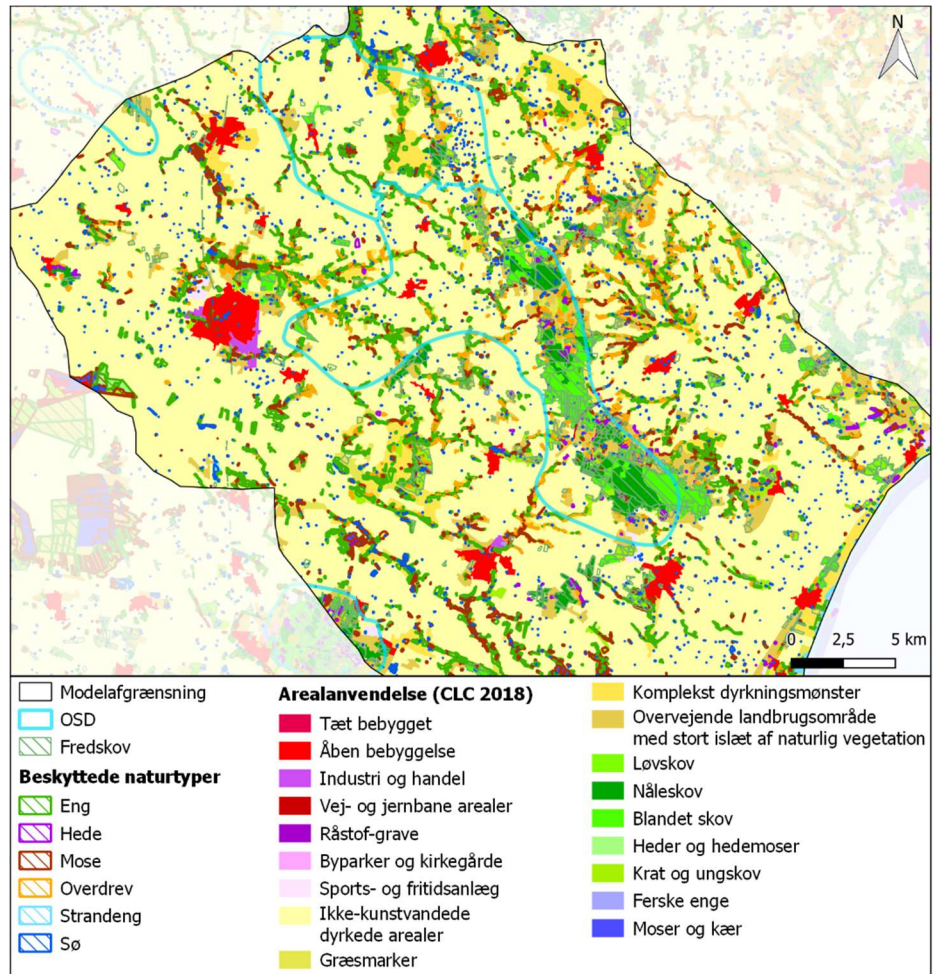 N
0 2,5 5 km
Modelafgrænsning
OSD
Fredskov
Beskyttede naturtyper
Eng
Hede
Mose
Overdrev
Strandeng
Sø
Arealanvendelse (CLC 2018)
Tæt bebygget
Åben bebyggelse
Industri og handel
Vej- og jernbane arealer
Råstof-grave
Byparker og kirkegårde
Sports- og fritidsanlæg
Ikke-kunstvandede
dyrkede arealer
Græsmarker
Komplekst dyrkningsmønster
Overvejende landbrugsområde
med stort islæt af naturlig vegetation
Løvskov
Nåleskov
Blandet skov
Heder og hedemoser
Krat og ungskov
Ferske enge
Moser og kær